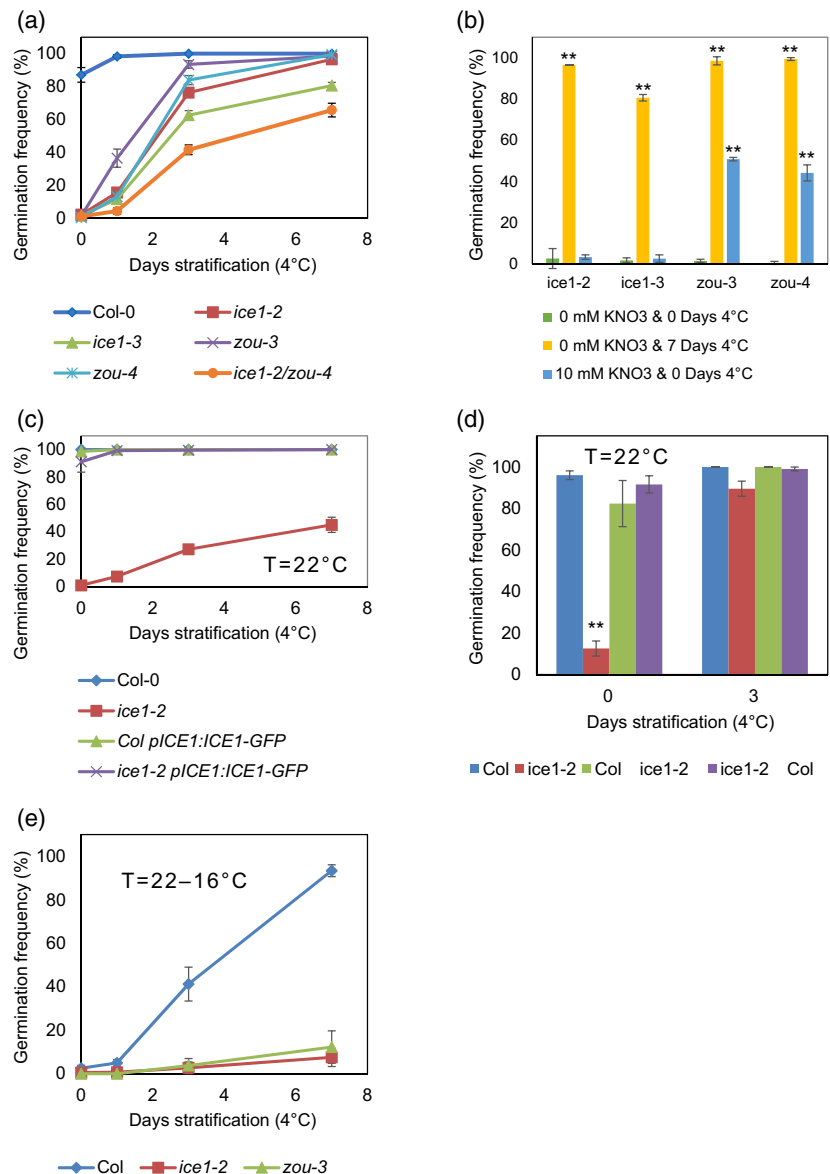 (a)
Germination frequency (%)
100
80
60
40
20
0
0 2 4 6 8
Days stratification (4°C)
Col-0 ice1-2
ice1-3 zou-3
zou-4 ice1-2/zou-4
(b)
Germination frequency (%)
100
80
60
40
20
0
** ** ** ** ** **
ice1-2 ice1-3 zou-3 zou-4
0 mM KNO3 & 0 Days 4°C
0 mM KNO3 & 7 Days 4°C
10 mM KNO3 & 0 Days 4°C
(c)
Germination frequency (%)
100
80
60
40
20
0
T=22°C
0 2 4 6 8
Days stratification (4°C)
Col-0
ice1-2
Col pICE1:ICE1-GFP
ice1-2 pICE1:ICE1-GFP
(d)
Germination frequency (%)
100
80
60
40
20
0
T=22°C
**
0 3
Days stratification (4°C)
Col ice1-2 Col ice1-2 ice1-2 Col
(e)
Germination frequency (%)
100
80
60
40
20
0
T=22–16°C
0 2 4 6 8
Days stratification (4°C)
Col ice1-2 zou-3